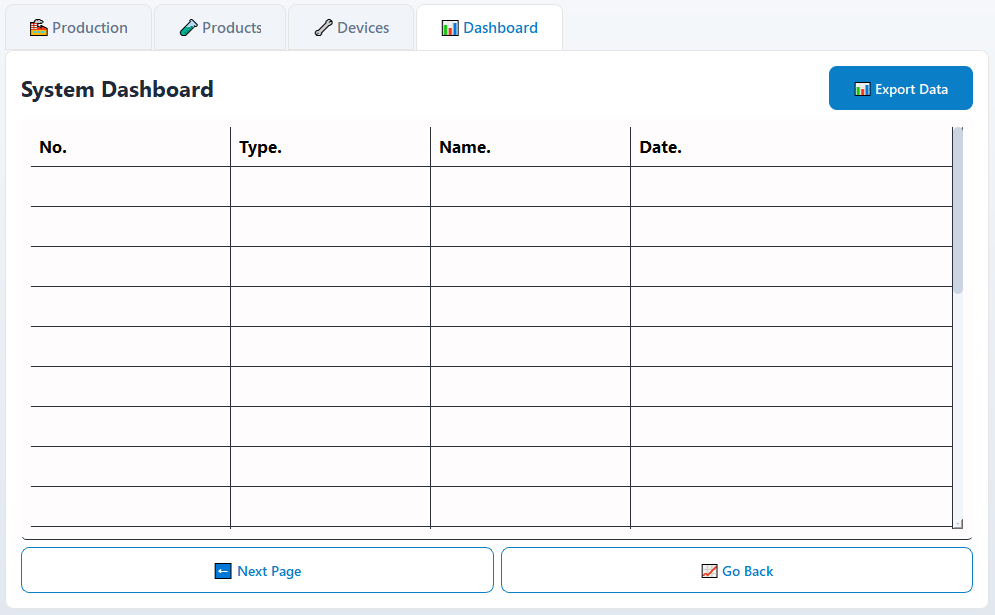 Production
Products
Devices
Dashboard
System Dashboard
Export Data
No.
Type.
Name.
Date.
Next Page
Go Back